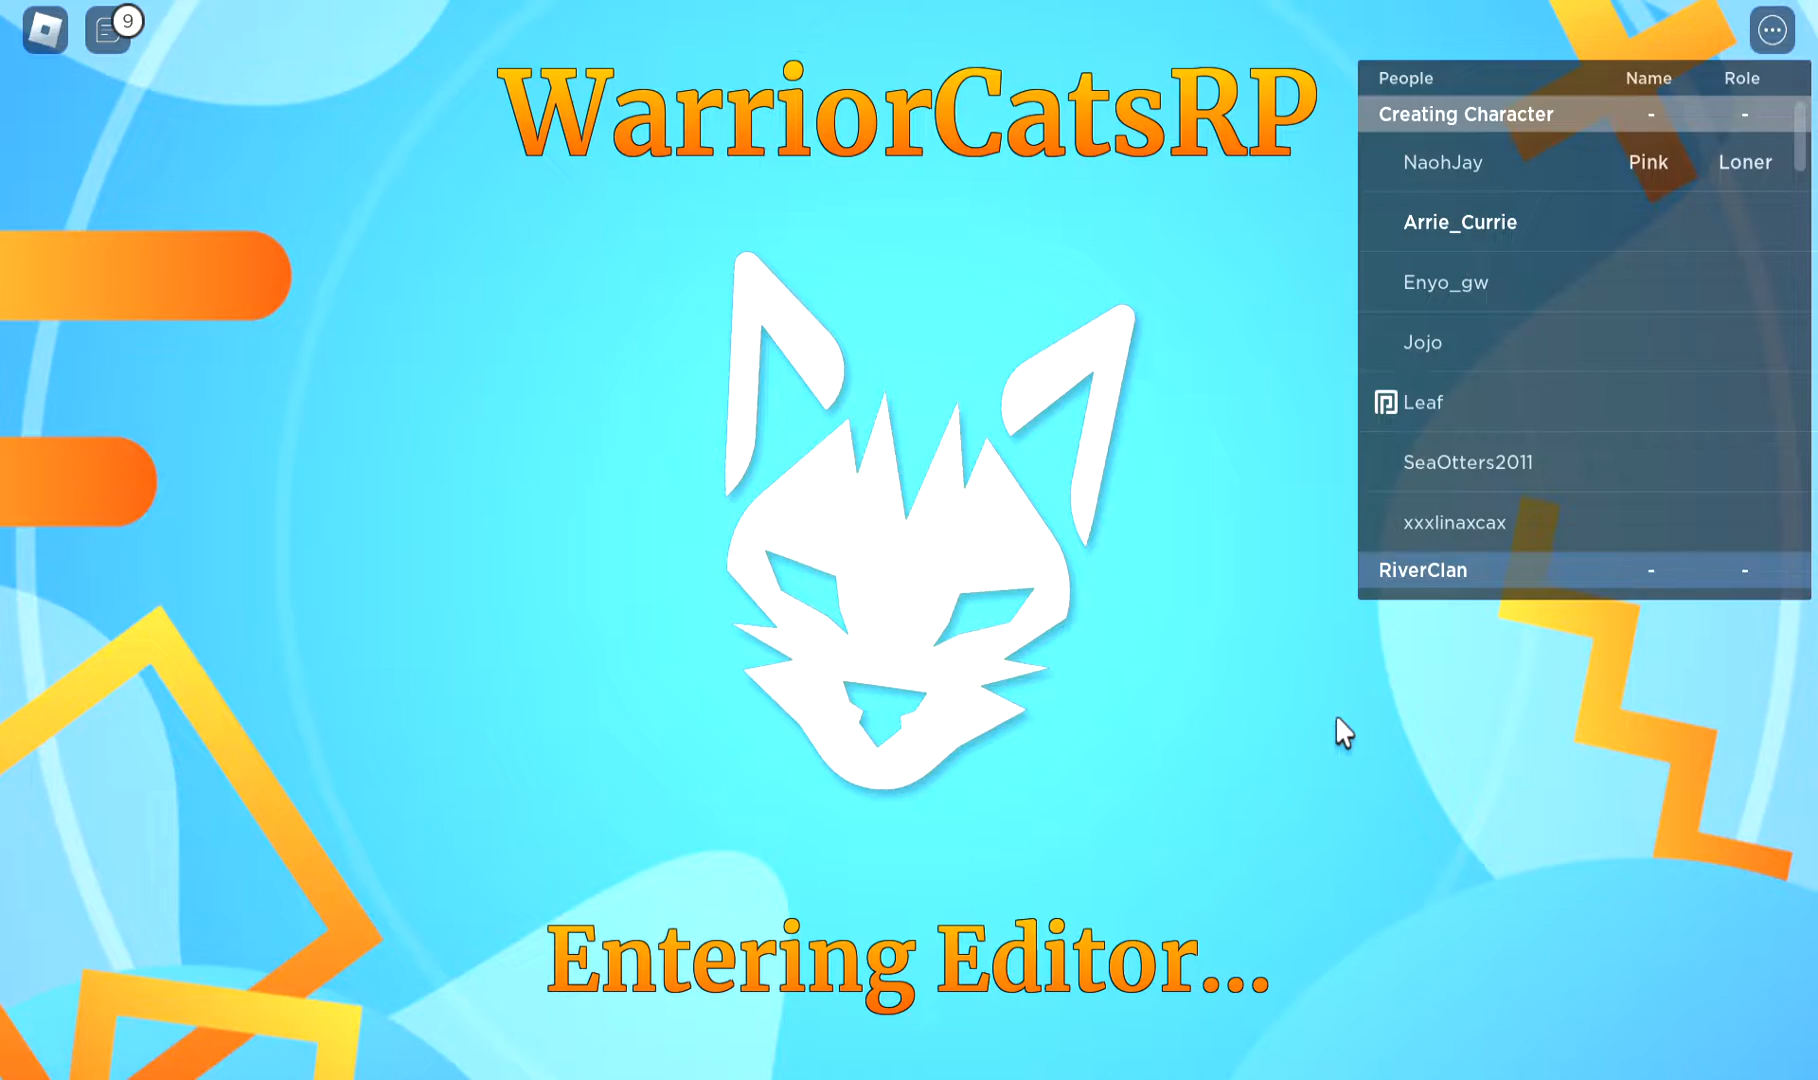 9
WarriorCatsRP
People Name Role
Creating Character - -
NaohJay Pink Loner
Arrie_Currie
Enyo_gw
Jojo
Leaf
SeaOtters2011
xxxlinaxcax
RiverClan - -
Entering Editor...